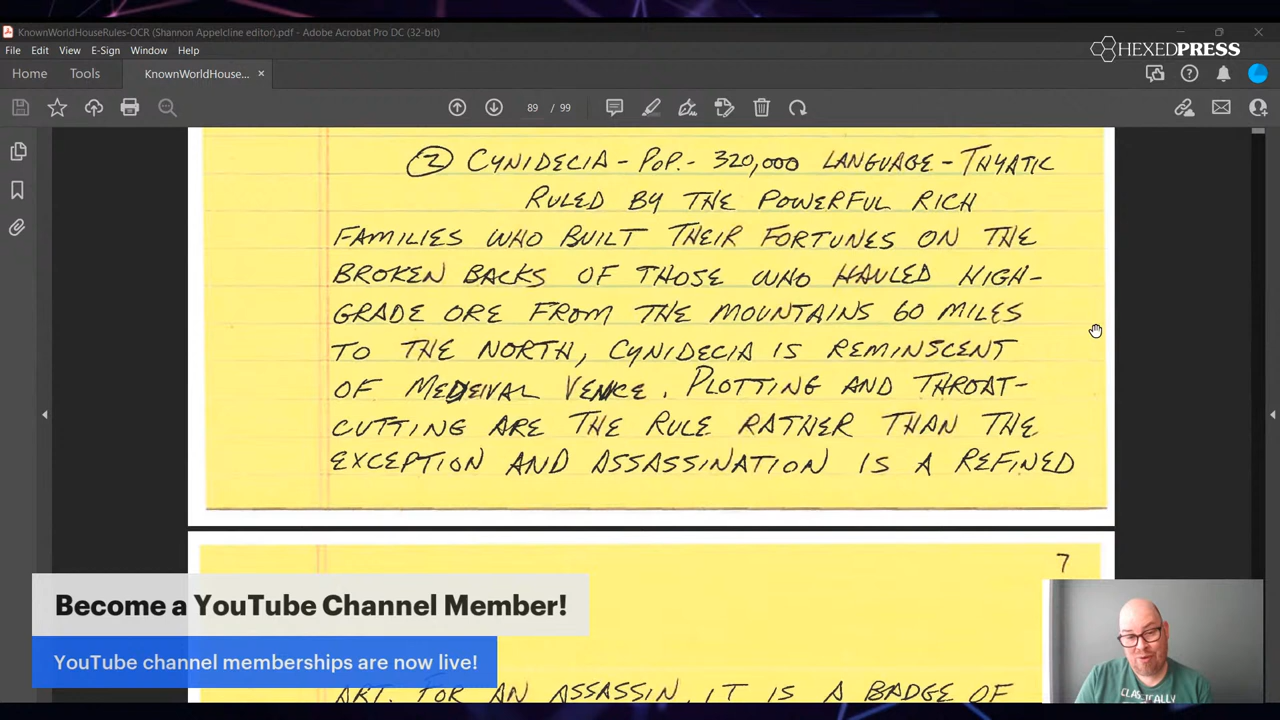 KnownWorldHouseRules-OCR (Shannon Appelcline editor).pdf - Adobe Acrobat Pro DC (32-bit)
File Edit View E-Sign Window Help
HEXEDPRESS
Home Tools KnownWorldHouse... ×
89 / 99
② CYNIDECIA - POP. 320,000 LANGUAGE - THYATIC
RULED BY THE POWERFUL RICH
FAMILIES WHO BUILT THEIR FORTUNES ON THE
BROKEN BACKS OF THOSE WHO HAULED HIGH-
GRADE ORE FROM THE MOUNTAINS 60 MILES
TO THE NORTH, CYNIDECIA IS REMINSCENT
OF MEDEIVAL VENICE. PLOTTING AND THROAT-
CUTTING ARE THE RULE RATHER THAN THE
EXCEPTION AND ASSASSINATION IS A REFINED
7
ART. FOR AN ASSASSIN, IT IS A BADGE OF
Become a YouTube Channel Member!
YouTube channel memberships are now live!
CLASSICALLY